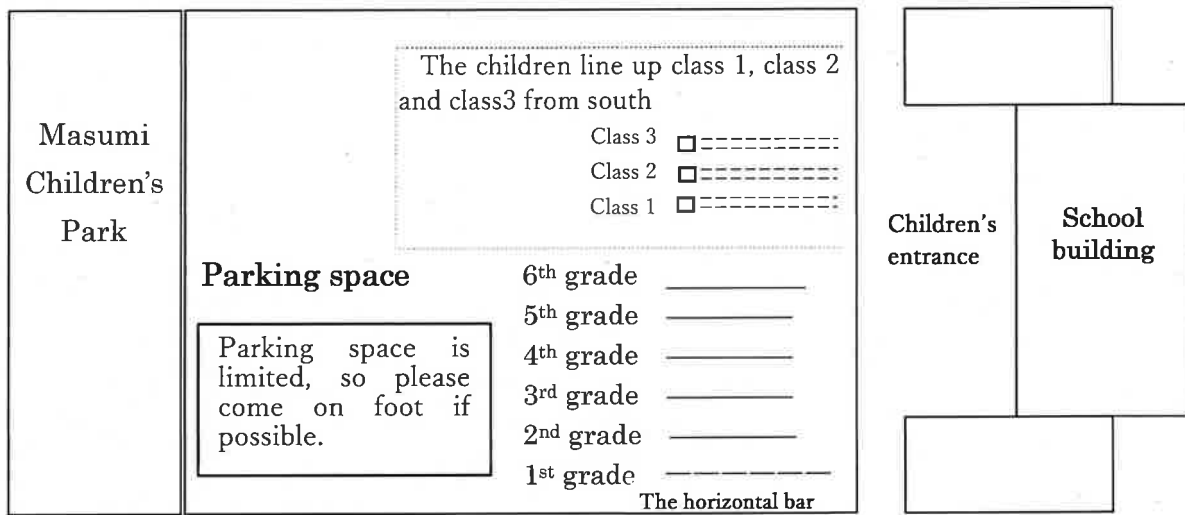 Masumi
Children's
Park
The children line up class 1, class 2
and class3 from south
Class 3
Class 2
Class 1
Parking space
Parking space is
limited, so please
come on foot if
possible.
6th grade
5th grade
4th grade
3rd grade
2nd grade
1st grade
The horizontal bar
Children's
entrance
School
building